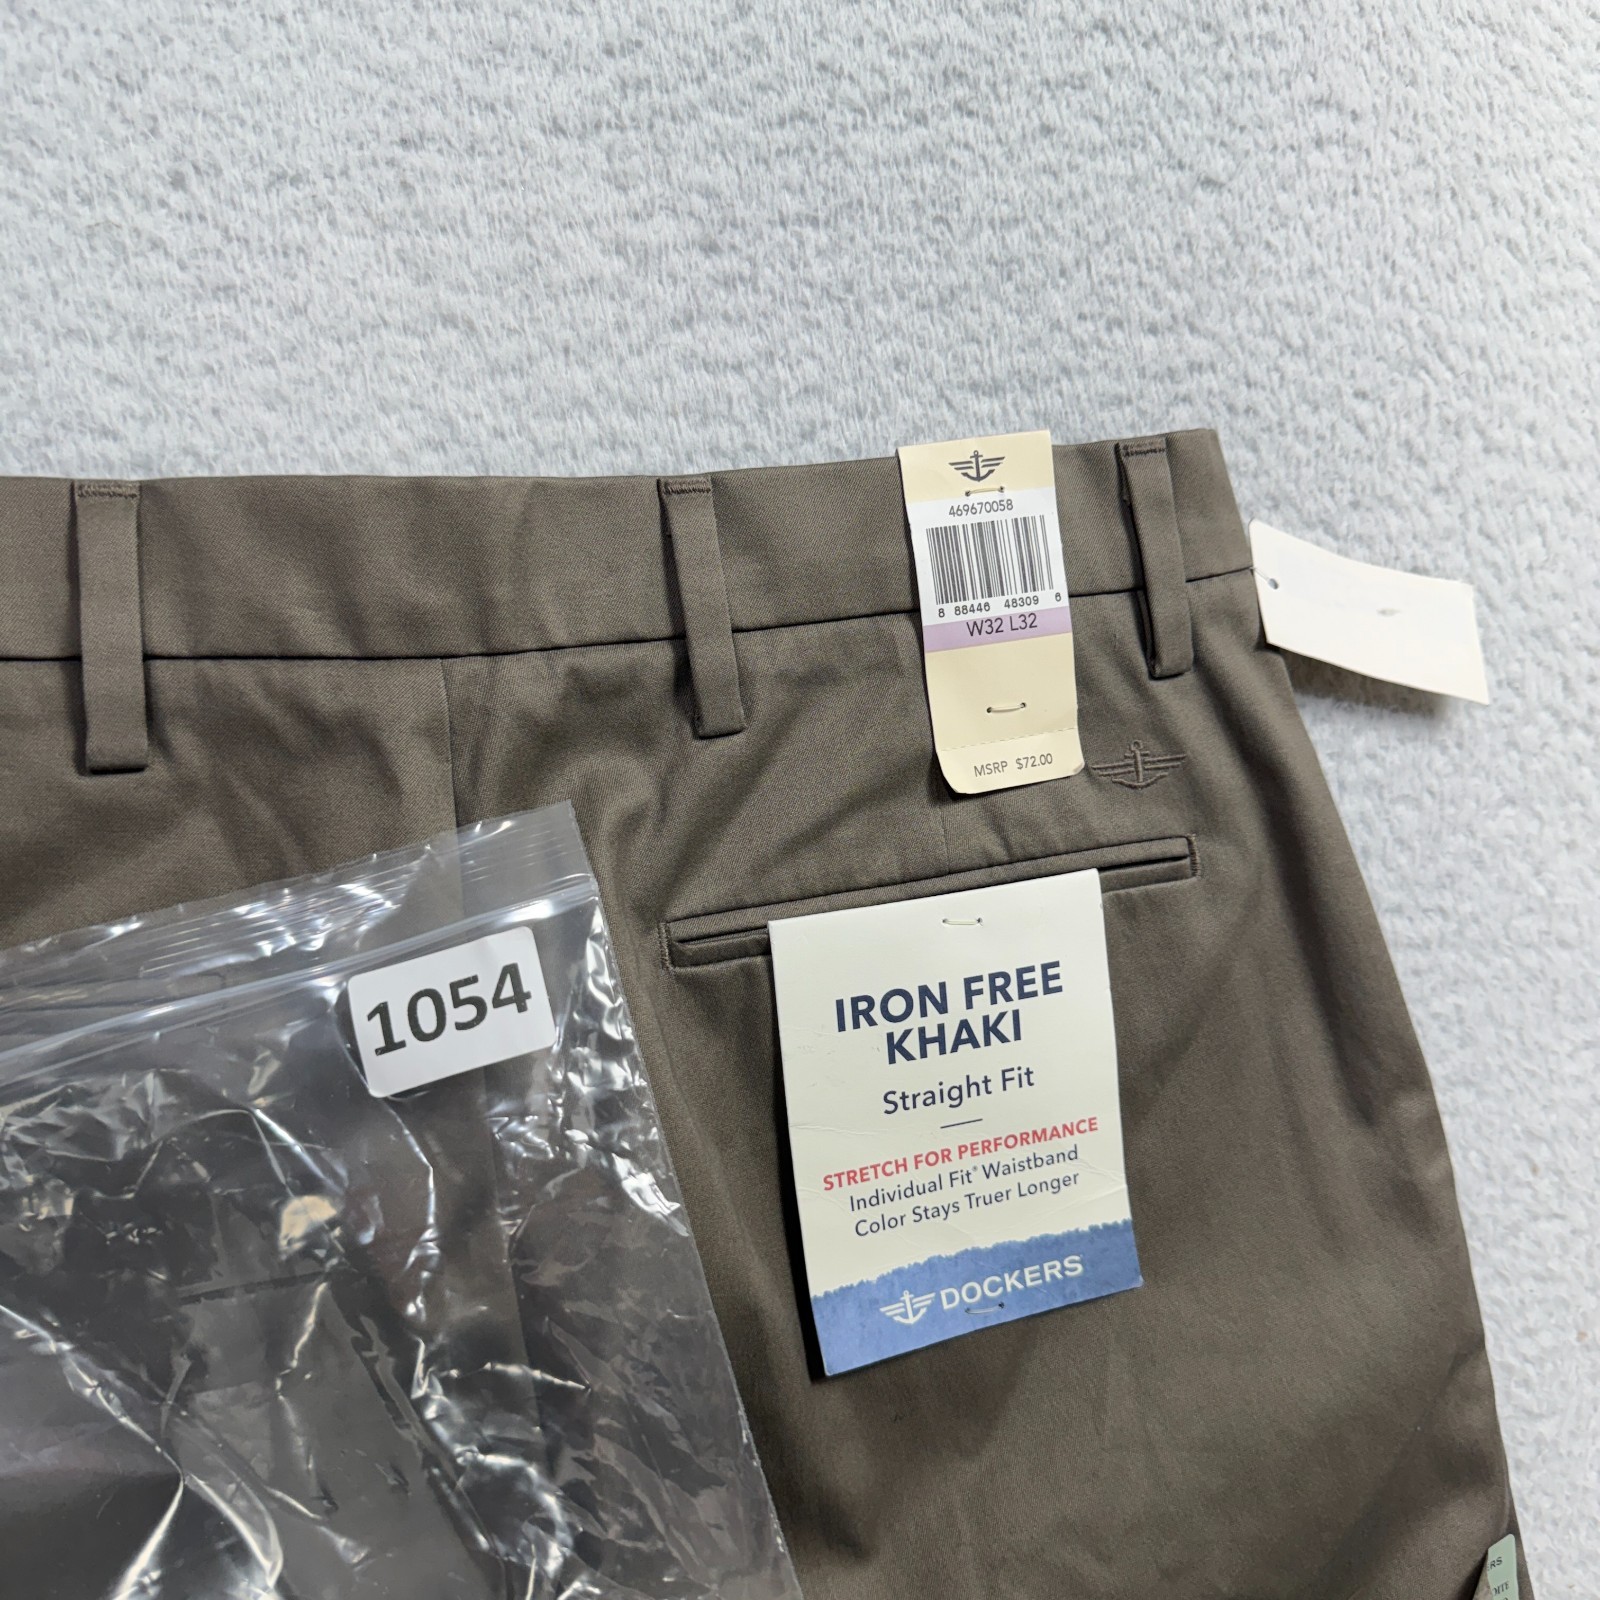 469670058
8 88446 48309 6
W32 L32
MSRP $72.00
1054
IRON FREE
KHAKI
Straight Fit
STRETCH FOR PERFORMANCE
Individual Fit® Waistband
Color Stays Truer Longer
DOCKERS